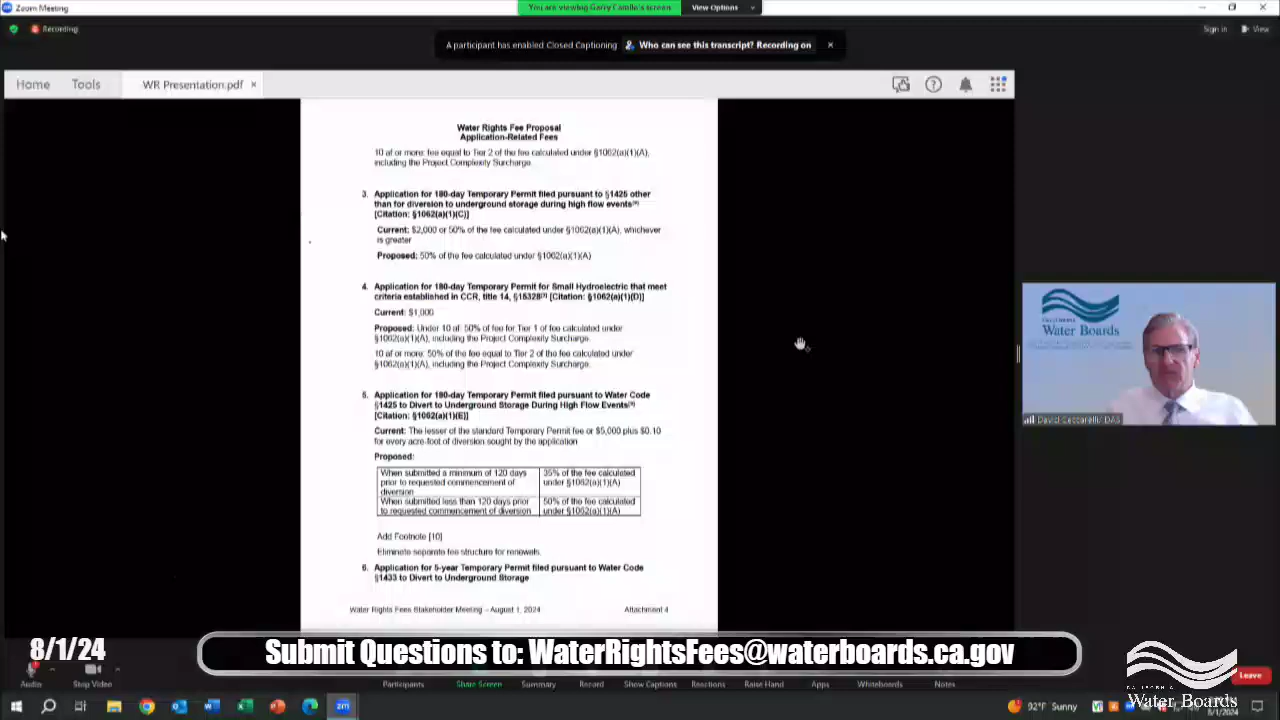 Zoom Meeting
You are viewing Garry Camille's screen
View Options
Recording
Sign in
View
A participant has enabled Closed Captioning
Who can see this transcript? Recording on
Home
Tools
WR Presentation.pdf
Water Rights Fee Proposal
Application-Related Fees
10 af or more: fee equal to Tier 2 of the fee calculated under §1062(a)(1)(A),
including the Project Complexity Surcharge.
3. Application for 180-day Temporary Permit filed pursuant to §1425 other
than for diversion to underground storage during high flow events
[Citation: §1062(a)(1)(C)]
Current: $2,000 or 50% of the fee calculated under §1062(a)(1)(A), whichever
is greater
Proposed: 50% of the fee calculated under §1062(a)(1)(A)
4. Application for 180-day Temporary Permit for Small Hydroelectric that meet
criteria established in CCR, title 14, §15328 [Citation: §1062(a)(1)(D)]
Current: $1,000
Proposed: Under 10 af: 50% of fee for Tier 1 of fee calculated under
§1062(a)(1)(A), including the Project Complexity Surcharge.
10 af or more: 50% of the fee equal to Tier 2 of the fee calculated under
§1062(a)(1)(A), including the Project Complexity Surcharge.
5. Application for 180-day Temporary Permit filed pursuant to Water Code
§1425 to Divert to Underground Storage During High Flow Events
[Citation: §1062(a)(1)(E)]
Current: The lesser of the standard Temporary Permit fee or $5,000 plus $0.10
for every acre-foot of diversion sought by the application
Proposed:
When submitted a minimum of 120 days
prior to requested commencement of
diversion
35% of the fee calculated
under §1062(a)(1)(A)
When submitted less than 120 days prior
to requested commencement of diversion
50% of the fee calculated
under §1062(a)(1)(A)
Add Footnote [10]
Eliminate separate fee structure for renewals.
6. Application for 5-year Temporary Permit filed pursuant to Water Code
§1433 to Divert to Underground Storage
Water Rights Fees Stakeholder Meeting – August 1, 2024
Attachment 4
Water Boards
David Ceccarelli/ DAS
8/1/24
Submit Questions to: WaterRightsFees@waterboards.ca.gov
Audio
Stop Video
Participants
Share Screen
Summary
Record
Show Captions
Reactions
Raise Hand
Apps
Whiteboards
Notes
Leave
Water Boards
92°F Sunny
8/1/2024